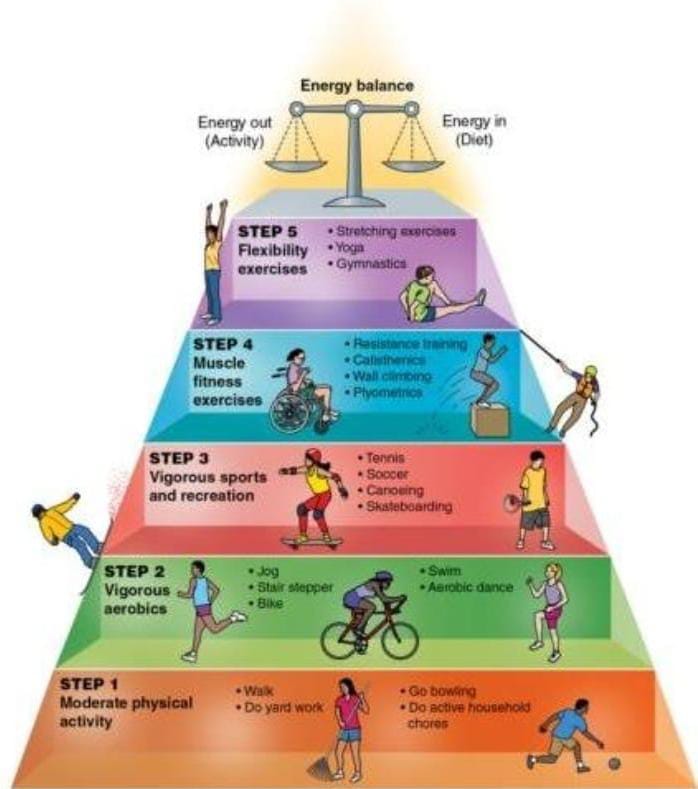 Energy balance
Energy out
(Activity)
Energy in
(Diet)
STEP 5
Flexibility
exercises
• Stretching exercises
• Yoga
• Gymnastics
STEP 4
Muscle
fitness
exercises
• Resistance training
• Calisthenics
• Wall climbing
• Plyometrics
STEP 3
Vigorous sports
and recreation
• Tennis
• Soccer
• Canoeing
• Skateboarding
STEP 2
Vigorous
aerobics
• Jog
• Stair stepper
• Bike
• Swim
• Aerobic dance
STEP 1
Moderate physical
activity
• Walk
• Do yard work
• Go bowling
• Do active household
chores